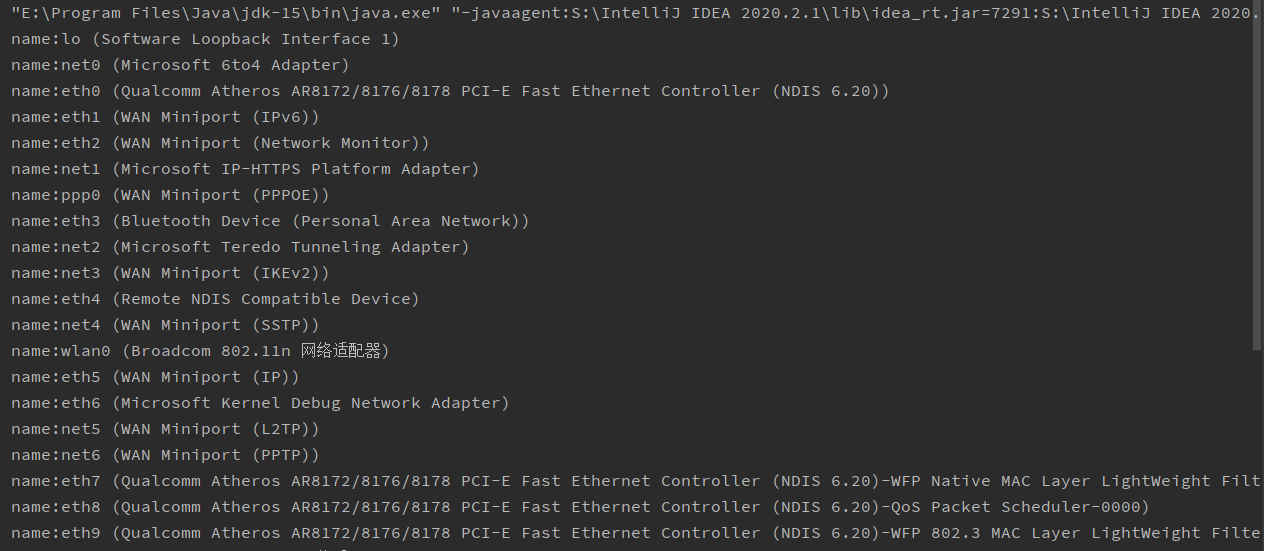 "E:\Program Files\Java\jdk-15\bin\java.exe" "-javaagent:S:\IntelliJ IDEA 2020.2.1\lib\idea_rt.jar=7291:S:\IntelliJ IDEA 2020.
name:lo (Software Loopback Interface 1)
name:net0 (Microsoft 6to4 Adapter)
name:eth0 (Qualcomm Atheros AR8172/8176/8178 PCI-E Fast Ethernet Controller (NDIS 6.20))
name:eth1 (WAN Miniport (IPv6))
name:eth2 (WAN Miniport (Network Monitor))
name:net1 (Microsoft IP-HTTPS Platform Adapter)
name:ppp0 (WAN Miniport (PPPOE))
name:eth3 (Bluetooth Device (Personal Area Network))
name:net2 (Microsoft Teredo Tunneling Adapter)
name:net3 (WAN Miniport (IKEv2))
name:eth4 (Remote NDIS Compatible Device)
name:net4 (WAN Miniport (SSTP))
name:wlan0 (Broadcom 802.11n 网络适配器)
name:eth5 (WAN Miniport (IP))
name:eth6 (Microsoft Kernel Debug Network Adapter)
name:net5 (WAN Miniport (L2TP))
name:net6 (WAN Miniport (PPTP))
name:eth7 (Qualcomm Atheros AR8172/8176/8178 PCI-E Fast Ethernet Controller (NDIS 6.20)-WFP Native MAC Layer LightWeight Filt
name:eth8 (Qualcomm Atheros AR8172/8176/8178 PCI-E Fast Ethernet Controller (NDIS 6.20)-QoS Packet Scheduler-0000)
name:eth9 (Qualcomm Atheros AR8172/8176/8178 PCI-E Fast Ethernet Controller (NDIS 6.20)-WFP 802.3 MAC Layer LightWeight Filte